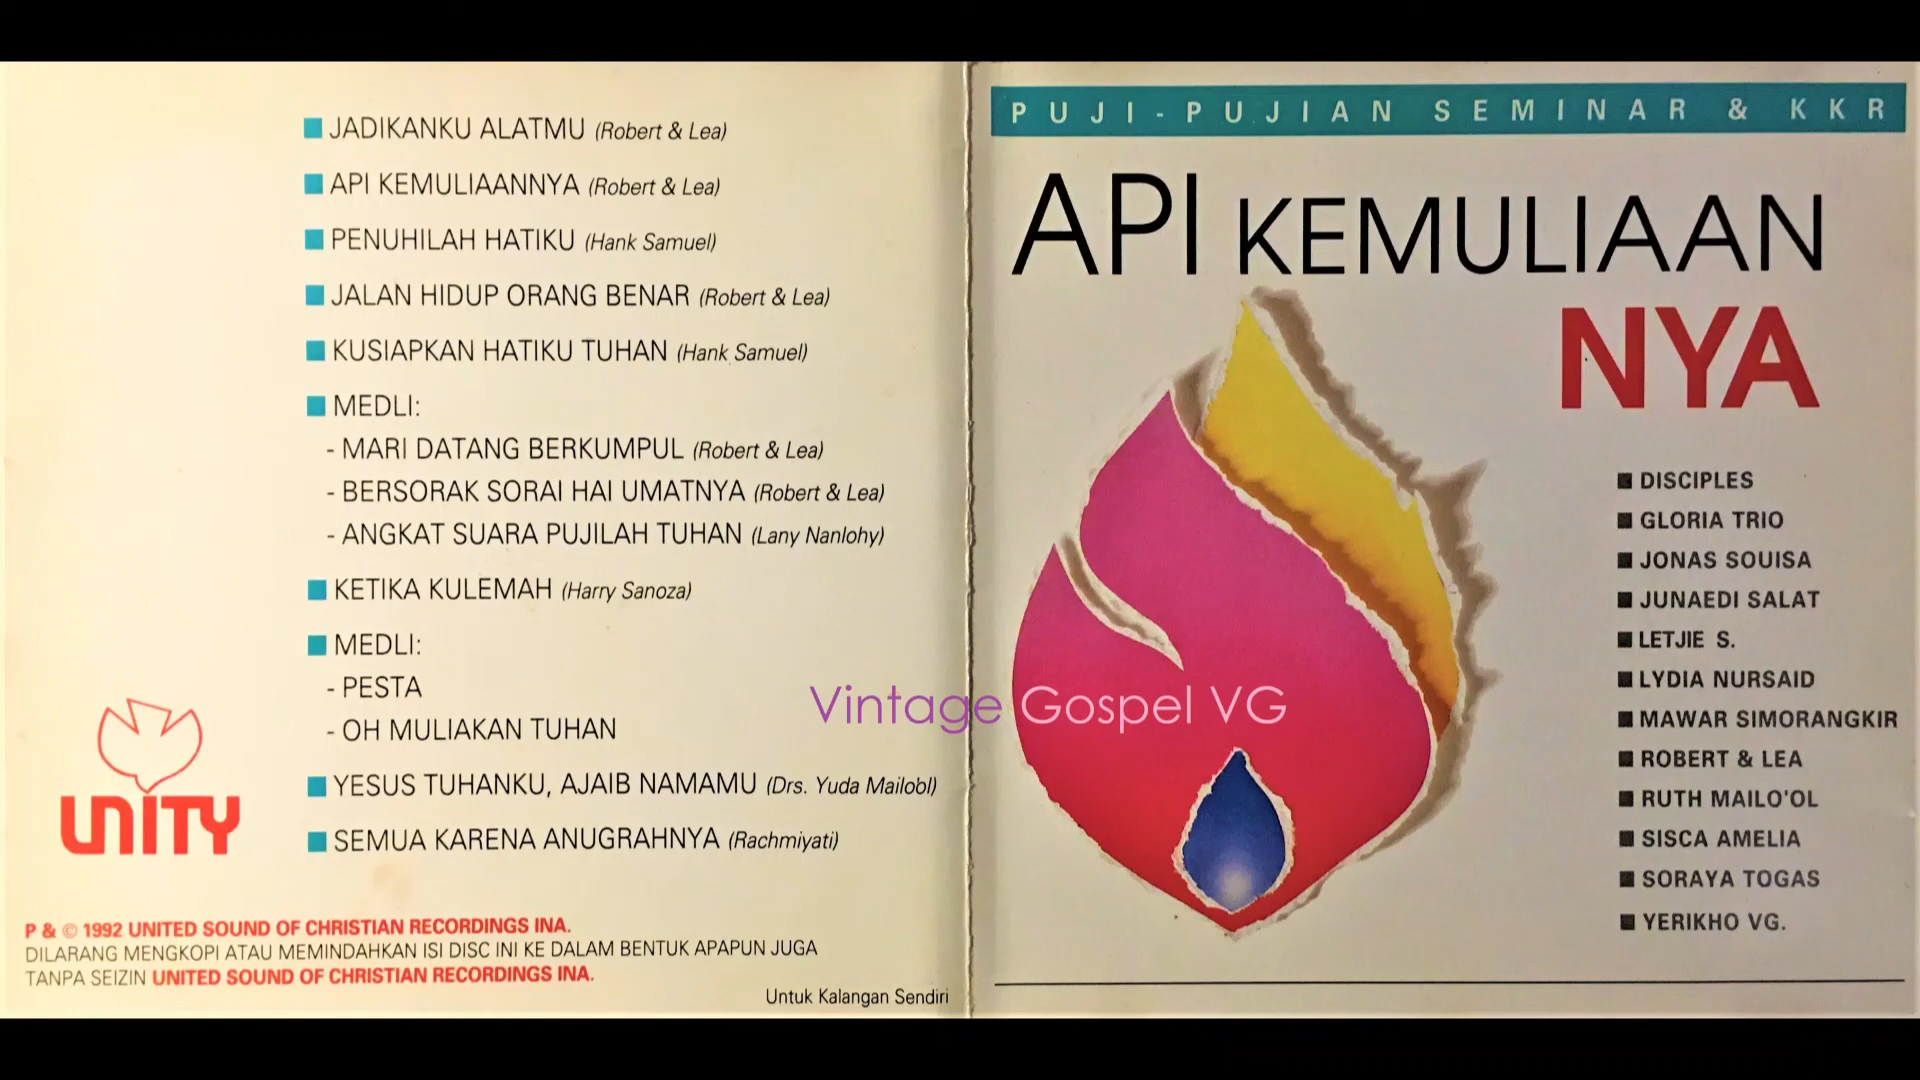 ■ JADIKANKU ALATMU (Robert & Lea)
■ API KEMULIAANNYA (Robert & Lea)
■ PENUHILAH HATIKU (Hank Samuel)
■ JALAN HIDUP ORANG BENAR (Robert & Lea)
■ KUSIAPKAN HATIKU TUHAN (Hank Samuel)
■ MEDLI:
- MARI DATANG BERKUMPUL (Robert & Lea)
- BERSORAK SORAI HAI UMATNYA (Robert & Lea)
- ANGKAT SUARA PUJILAH TUHAN (Lany Nanlohy)
■ KETIKA KULEMAH (Harry Sanoza)
■ MEDLI:
- PESTA
- OH MULIAKAN TUHAN
■ YESUS TUHANKU, AJAIB NAMAMU (Drs. Yuda Mailobl)
■ SEMUA KARENA ANUGRAHNYA (Rachmiyati)
UNITY
P & © 1992 UNITED SOUND OF CHRISTIAN RECORDINGS INA.
DILARANG MENGKOPI ATAU MEMINDAHKAN ISI DISC INI KE DALAM BENTUK APAPUN JUGA
TANPA SEIZIN UNITED SOUND OF CHRISTIAN RECORDINGS INA.
Untuk Kalangan Sendiri
PUJI-PUJIAN SEMINAR & KKR
API KEMULIAAN
NYA
■ DISCIPLES
■ GLORIA TRIO
■ JONAS SOUISA
■ JUNAEDI SALAT
■ LETJIE S.
■ LYDIA NURSAID
■ MAWAR SIMORANGKIR
■ ROBERT & LEA
■ RUTH MAILO'OL
■ SISCA AMELIA
■ SORAYA TOGAS
■ YERIKHO VG.
Vintage Gospel VG